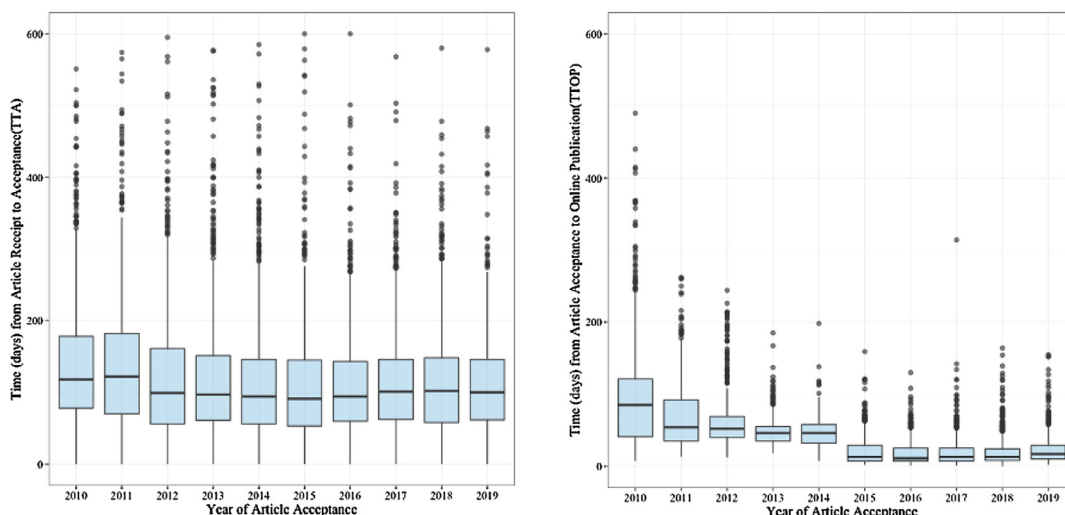 Time (days) from Article Receipt to Acceptance(TTA)
600
400
200
0
2010 2011 2012 2013 2014 2015 2016 2017 2018 2019
Year of Article Acceptance
Time (days) from Article Acceptance to Online Publication(TTOP)
600
400
200
0
2010 2011 2012 2013 2014 2015 2016 2017 2018 2019
Year of Article Acceptance